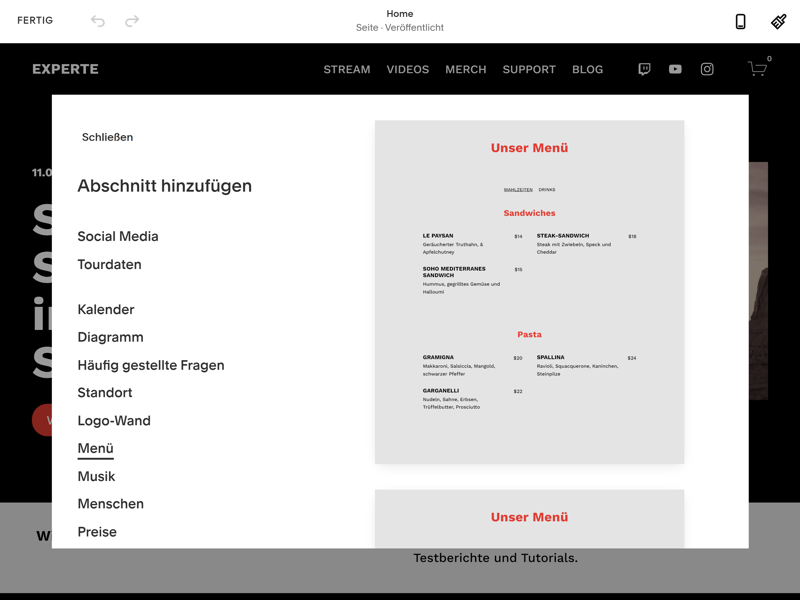 FERTIG
Home
Seite · Veröffentlicht
EXPERTE
STREAM VIDEOS MERCH SUPPORT BLOG
0
11.0
S
S
in
S
W
Schließen
Abschnitt hinzufügen
Social Media
Tourdaten
Kalender
Diagramm
Häufig gestellte Fragen
Standort
Logo-Wand
Menü
Musik
Menschen
Preise
Unser Menü
MAHLZEITEN DRINKS
Sandwiches
LE PAYSAN $14
Geräucherter Truthahn, &
Apfelchutney
STEAK-SANDWICH $18
Steak mit Zwiebeln, Speck und
Cheddar
SOHO MEDITERRANES $15
SANDWICH
Hummus, gegrilltes Gemüse und
Halloumi
Pasta
GRAMIGNA $20
Makkaroni, Salsiccia, Mangold,
schwarzer Pfeffer
SPALLINA $24
Ravioli, Squacquerone, Kaninchen,
Steinpilze
GARGANELLI $22
Nudeln, Sahne, Erbsen,
Trüffelbutter, Prosciutto
Unser Menü
W
Testberichte und Tutorials.